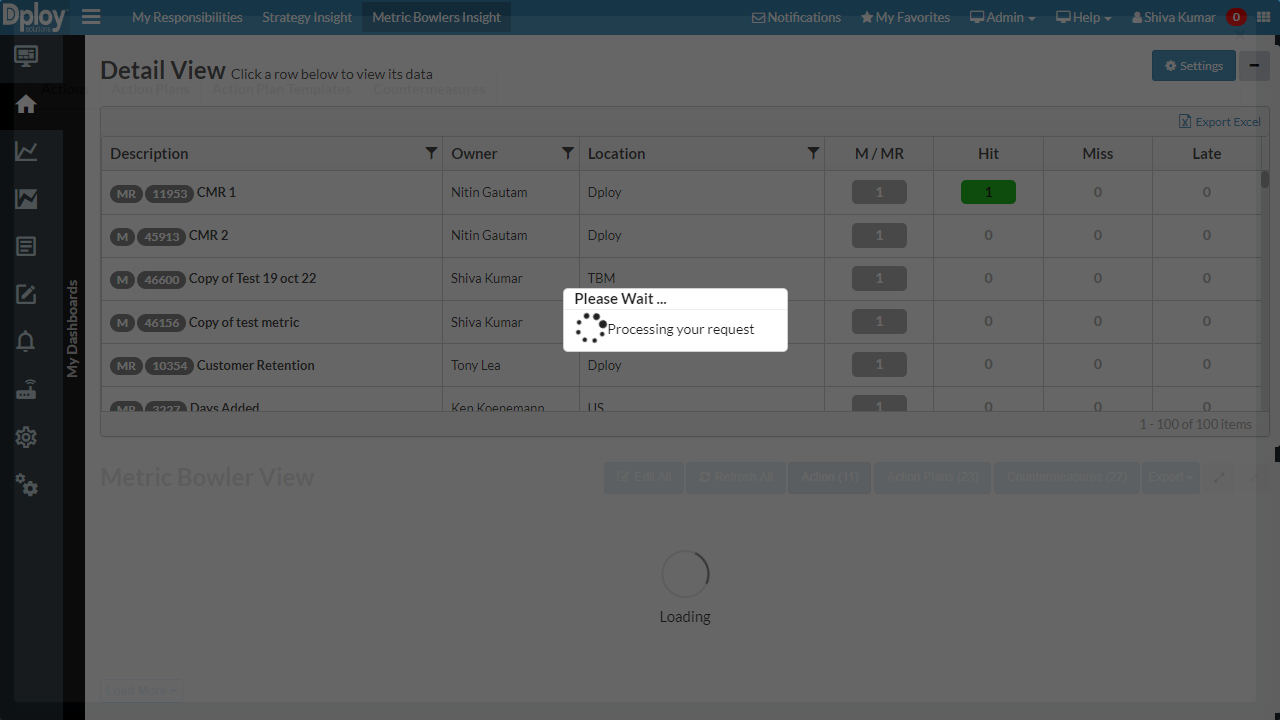 Dploy
solutions
My Responsibilities Strategy Insight Metric Bowlers Insight Notifications My Favorites Admin Help Shiva Kumar 0
Detail View Click a row below to view its data Settings
Actions Action Plans Action Plan Templates Countermeasures
Export Excel
Description Owner Location M / MR Hit Miss Late
MR 11953 CMR 1 Nitin Gautam Dploy 1 1 0 0
M 45913 CMR 2 Nitin Gautam Dploy 1 0 0 0
M 46600 Copy of Test 19 oct 22 Shiva Kumar TBM 1 0 0 0
M 46156 Copy of test metric Shiva Kumar 1 0 0 0
MR 10354 Customer Retention Tony Lea Dploy 1 0 0 0
MR 3227 Days Added Ken Koenemann US 1 0 0 0
1 - 100 of 100 items
Please Wait ...
Processing your request
My Dashboards
Metric Bowler View Edit All Refresh All Action (11) Action Plans (23) Countermeasures (27) Export
Loading
Load More